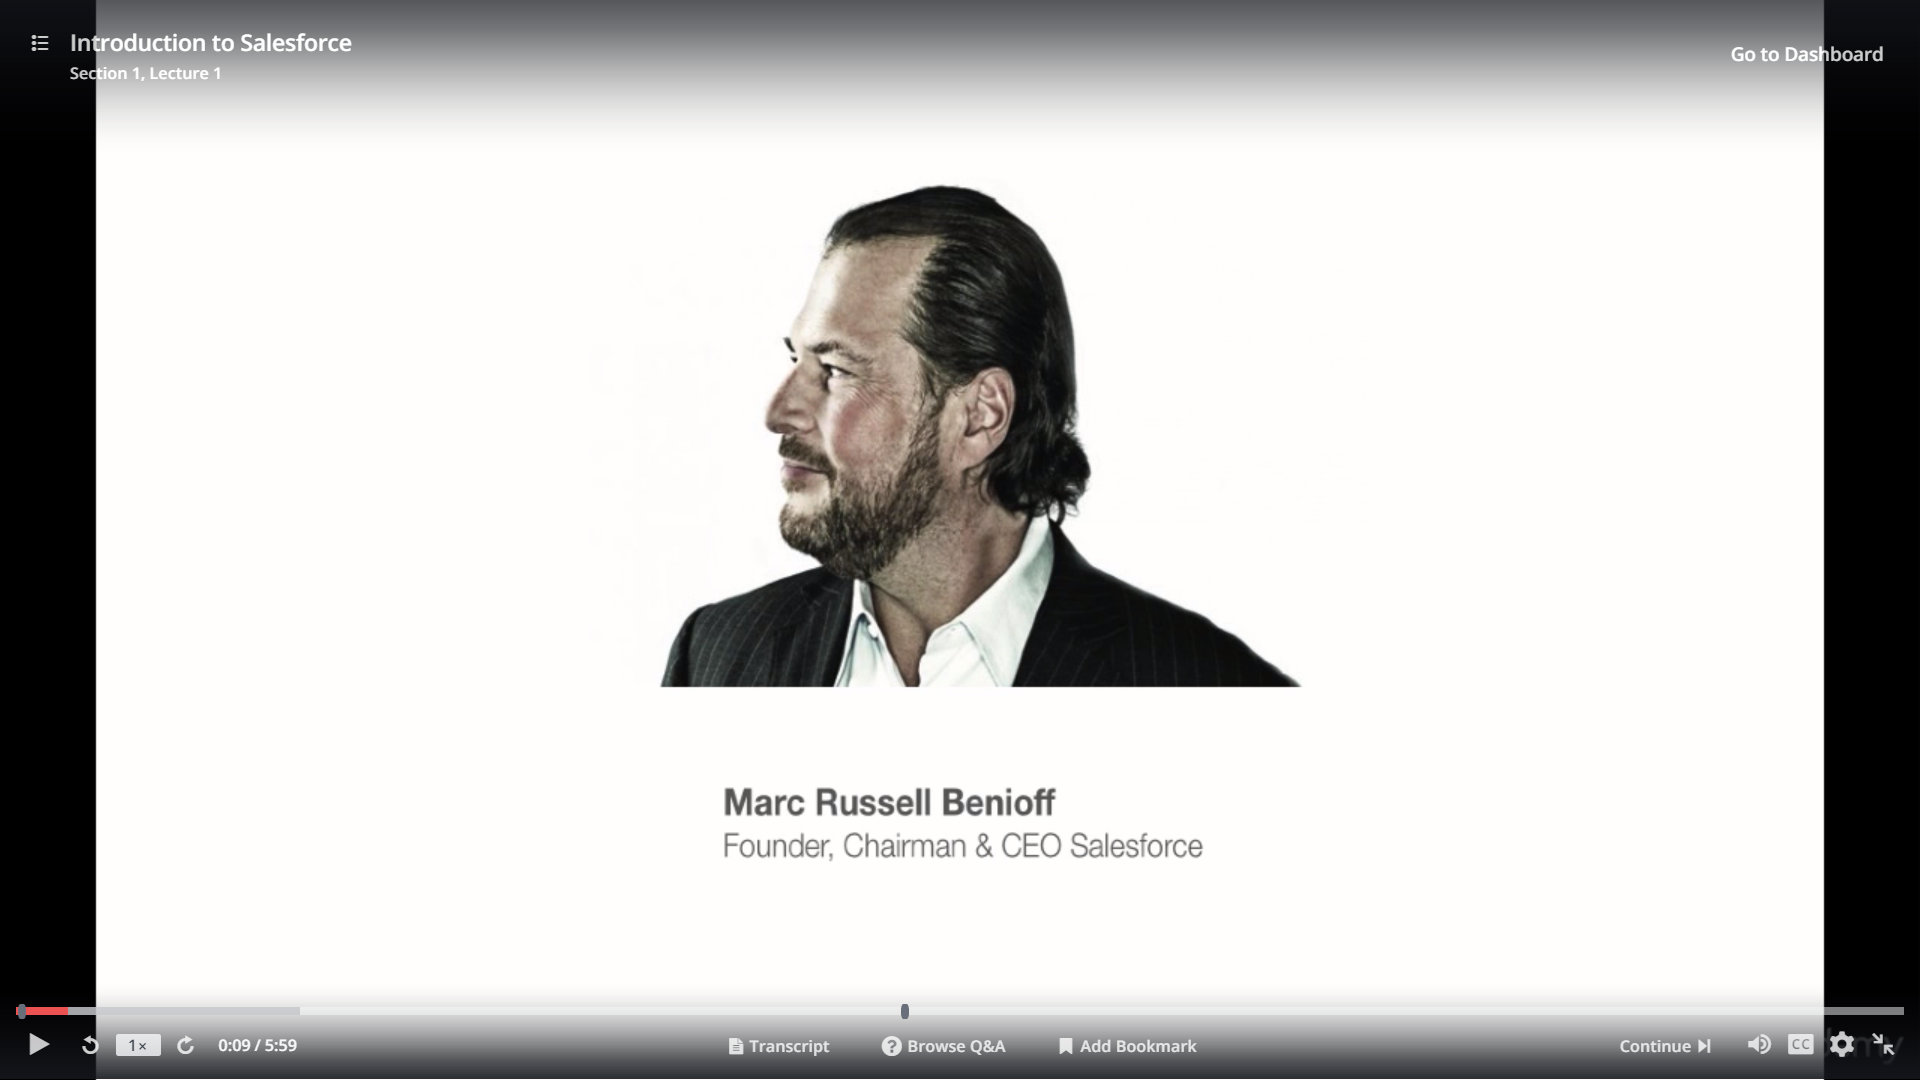 Introduction to Salesforce
Section 1, Lecture 1
Go to Dashboard
Marc Russell Benioff
Founder, Chairman & CEO Salesforce
1×
0:09 / 5:59
Transcript
Browse Q&A
Add Bookmark
Continue
CC